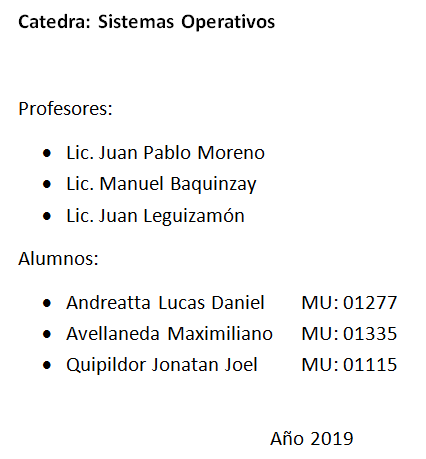 Catedra: Sistemas Operativos
Profesores:
• Lic. Juan Pablo Moreno
• Lic. Manuel Baquinzay
• Lic. Juan Leguizamón
Alumnos:
• Andreatta Lucas Daniel MU: 01277
• Avellaneda Maximiliano MU: 01335
• Quipildor Jonatan Joel MU: 01115
Año 2019